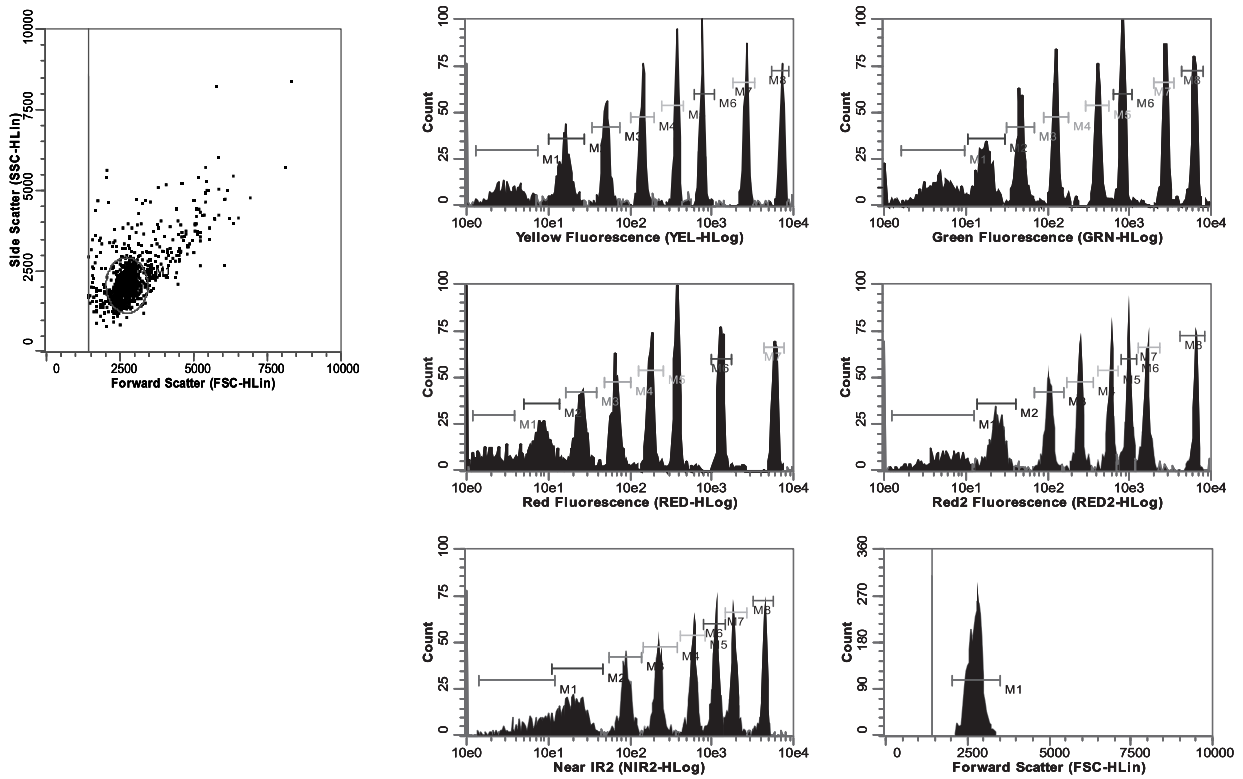 10000
7500
5000
2500
0
Side Scatter (SSC-HLin)
0 2500 5000 7500 10000
Forward Scatter (FSC-HLin)
100
75
50
25
0
Count
M1 M3 M4 M6 M7 M8
10e0 10e1 10e2 10e3 10e4
Yellow Fluorescence (YEL-HLog)
100
75
50
25
0
Count
M1 M2 M3 M4 M5 M6 M7 M8
10e0 10e1 10e2 10e3 10e4
Green Fluorescence (GRN-HLog)
100
75
50
25
0
Count
M1 M2 M3 M4 M5 M6 M7
10e0 10e1 10e2 10e3 10e4
Red Fluorescence (RED-HLog)
100
75
50
25
0
Count
M1 M2 M3 M5 M6 M7 M8
10e0 10e2 10e3 10e4
Red2 Fluorescence (RED2-HLog)
100
75
50
25
0
Count
M1 M2 M3 M4 M5 M6 M7 M8
10e0 10e1 10e2 10e3 10e4
Near IR2 (NIR2-HLog)
360
270
180
90
0
Count
M1
0 2500 5000 7500 10000
Forward Scatter (FSC-HLin)